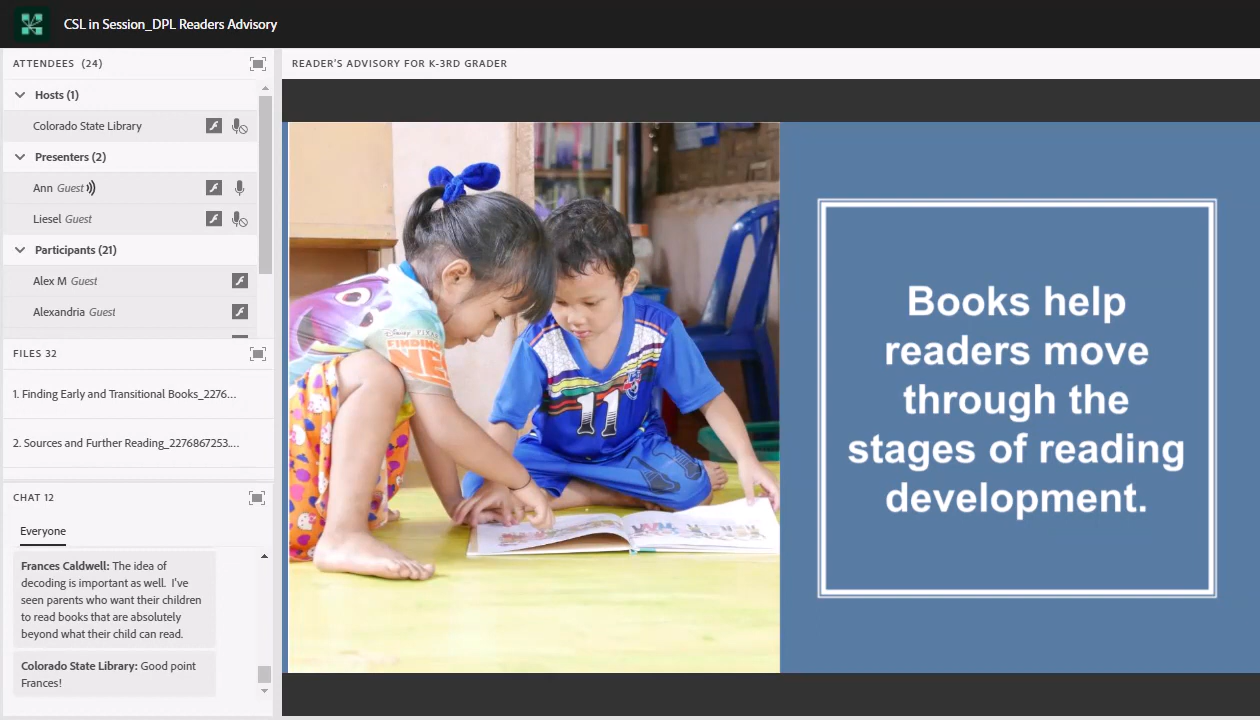 CSL in Session_DPL Readers Advisory
ATTENDEES (24)
Hosts (1)
Colorado State Library
Presenters (2)
Ann Guest
Liesel Guest
Participants (21)
Alex M Guest
Alexandria Guest
FILES 32
1. Finding Early and Transitional Books_2276...
2. Sources and Further Reading_2276867253....
CHAT 12
Everyone
Frances Caldwell: The idea of
decoding is important as well. I've
seen parents who want their children
to read books that are absolutely
beyond what their child can read.
Colorado State Library: Good point
Frances!
READER'S ADVISORY FOR K-3RD GRADER
FINDING
NE
11
Books help
readers move
through the
stages of reading
development.